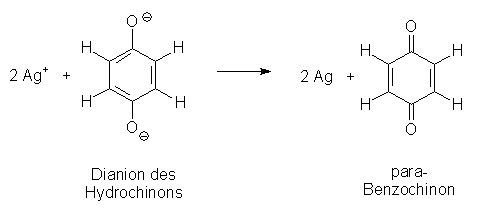 O ⊖
H H
2 Ag⁺ +
H H
O
⊖
2 Ag +
O
H H
H H
O
Dianion des
Hydrochinons
para-
Benzochinon